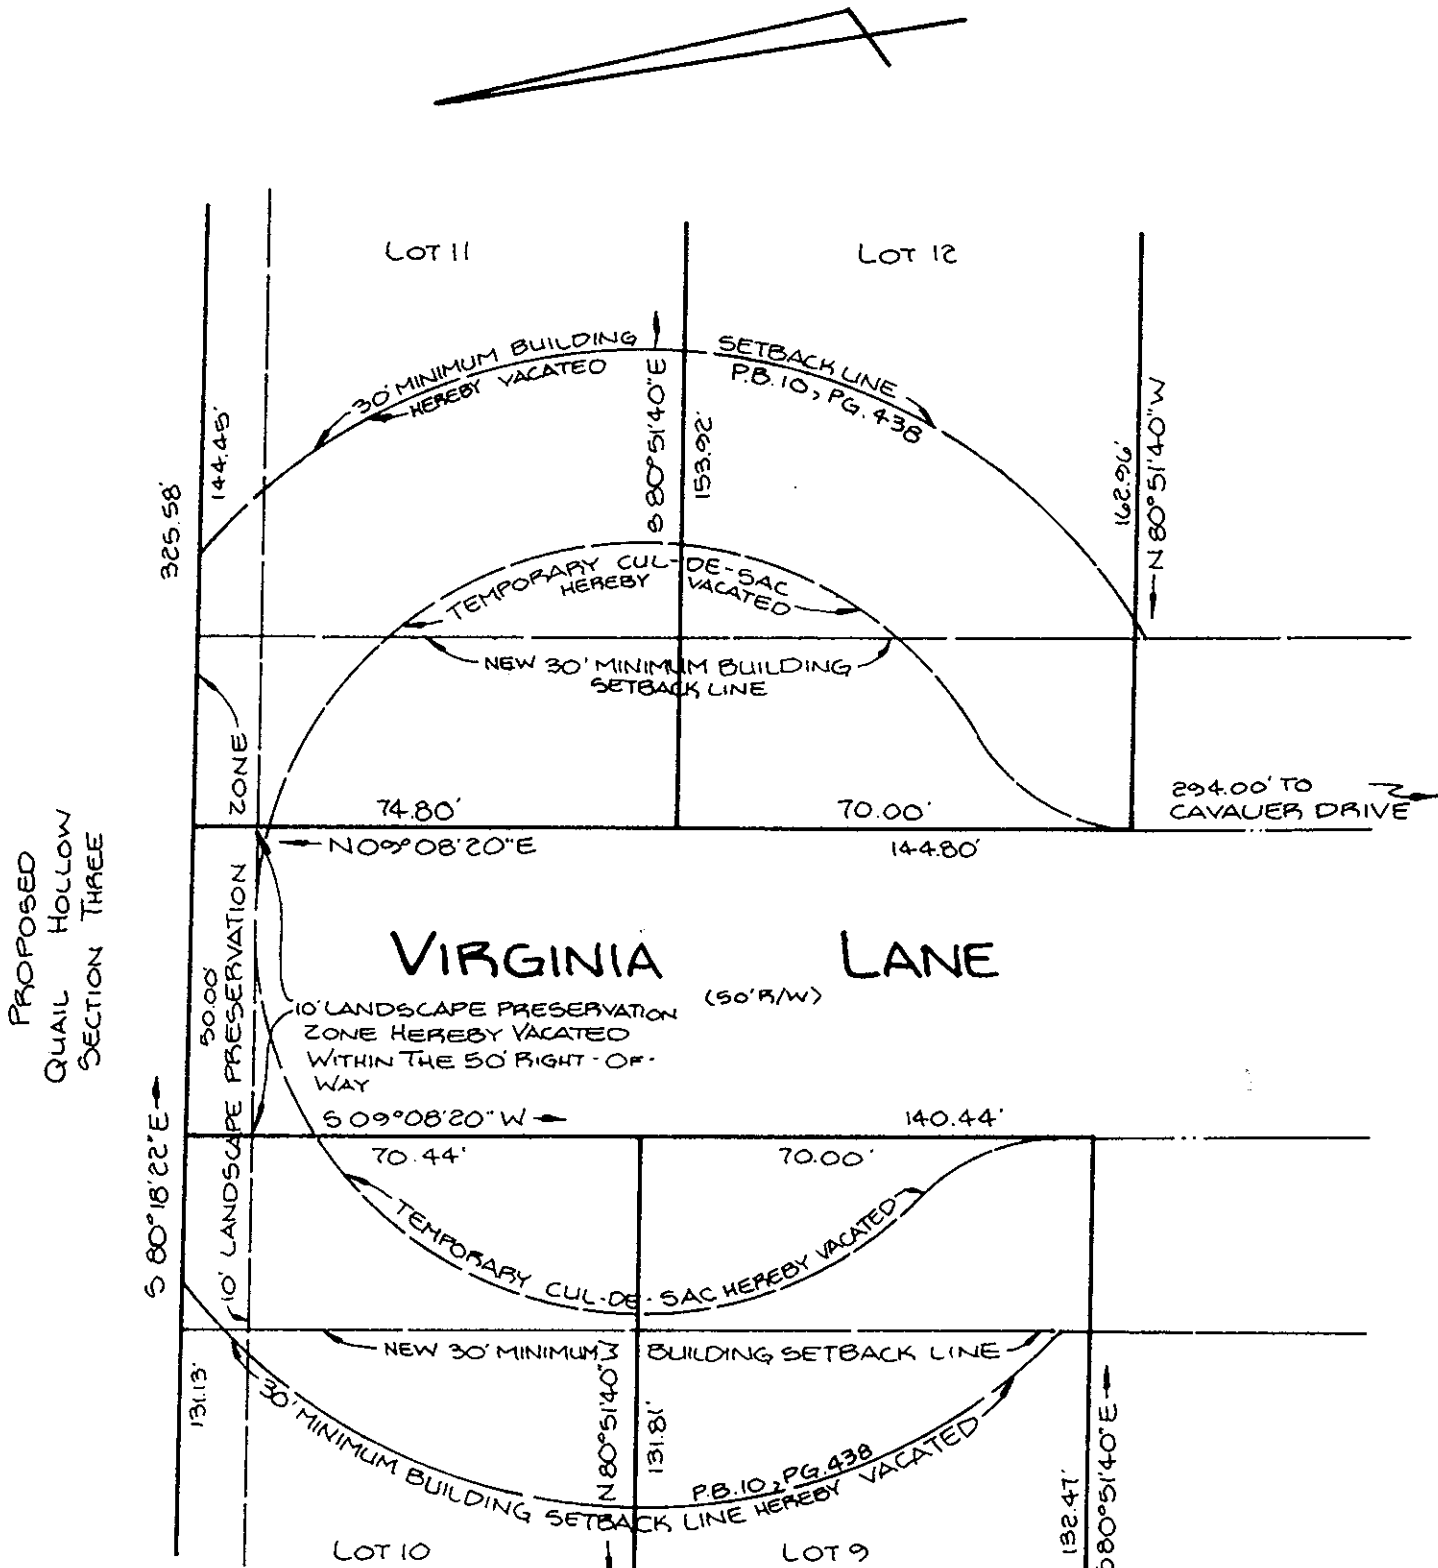 LOT 11
LOT 12
30' MINIMUM BUILDING
HEREBY VACATED
SETBACK LINE
P.B. 10, PG. 438
S 80°51'40"E
153.92'
144.45'
325.58'
162.96'
N 80°51'40"W
TEMPORARY CUL-DE-SAC
HEREBY VACATED
NEW 30' MINIMUM BUILDING
SETBACK LINE
74.80'
70.00'
294.00' TO
CAVALIER DRIVE
N 09°08'20"E
144.80'
PROPOSED
QUAIL HOLLOW
SECTION THREE
50.00'
10' LANDSCAPE PRESERVATION ZONE
VIRGINIA LANE
(50' R/W)
10' LANDSCAPE PRESERVATION
ZONE HEREBY VACATED
WITHIN THE 50' RIGHT-OF-
WAY
S 09°08'20"W
140.44'
70.44'
70.00'
S 80°18'22"E
TEMPORARY CUL-DE-SAC HEREBY VACATED
NEW 30' MINIMUM BUILDING SETBACK LINE
131.13'
N 80°51'40"W
131.81'
30' MINIMUM BUILDING SETBACK LINE HEREBY VACATED
P.B. 10, PG. 438
132.47'
S 80°51'40"E
LOT 10
LOT 9